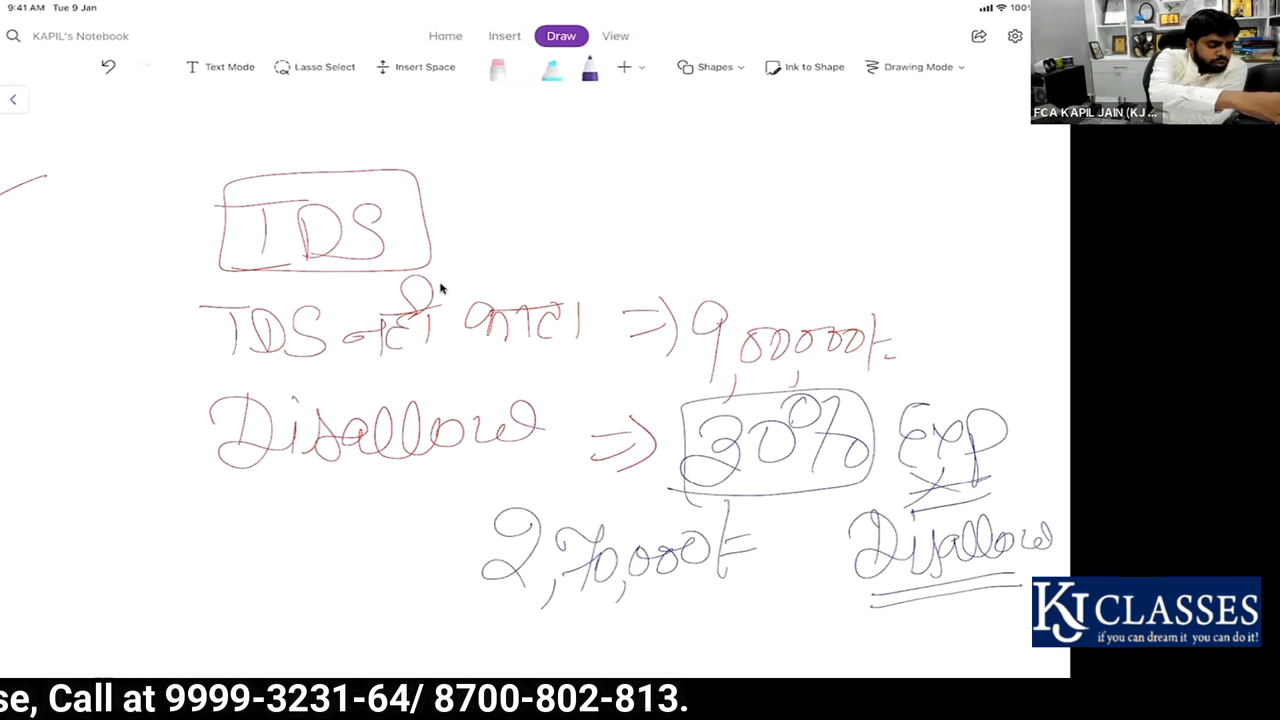 9:41 AM Tue 9 Jan
100%
KAPIL's Notebook
Home Insert Draw View
Text Mode Lasso Select Insert Space Shapes Ink to Shape Drawing Mode
FCA KAPIL JAIN (KJ ...
TDS
TDS नही काटा => 9,00,000/-
Disallow => 30% Exp
2,70,000/= Disallow
KJ CLASSES
if you can dream it you can do it!
se, Call at 9999-3231-64/ 8700-802-813.